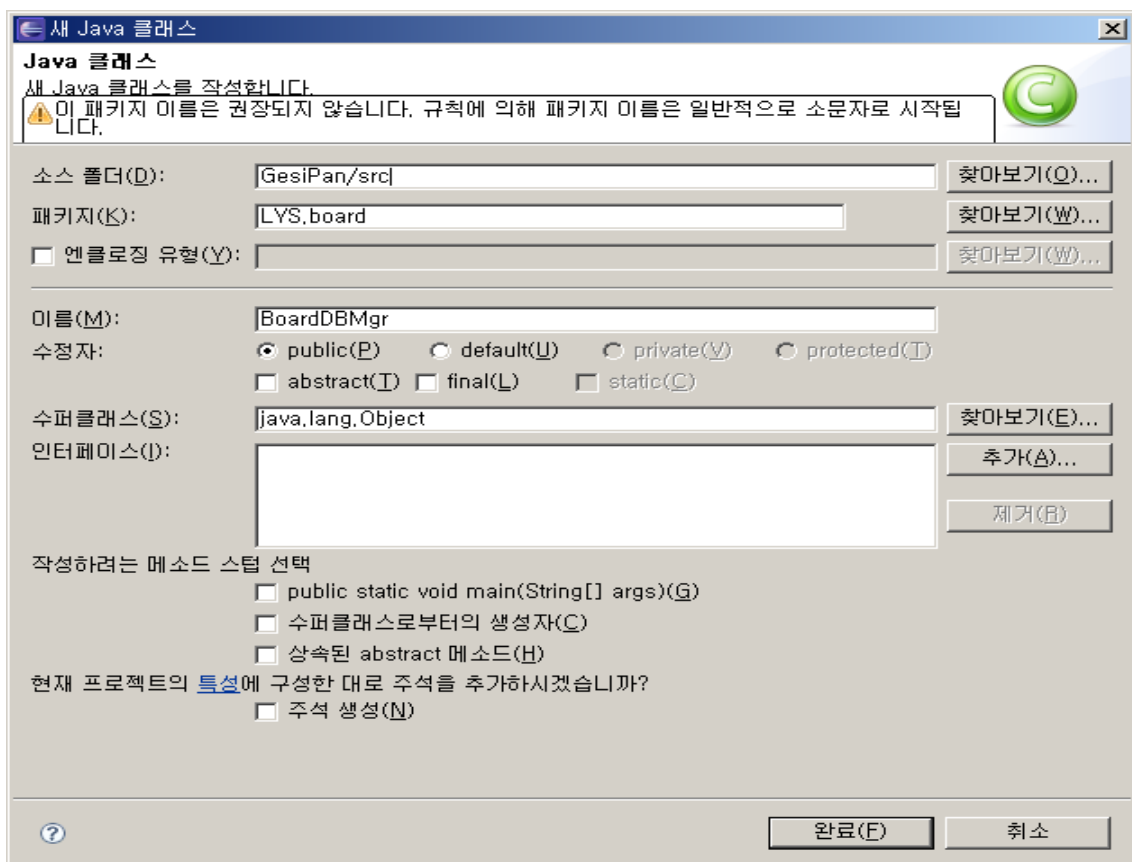 새 Java 클래스
Java 클래스
새 Java 클래스를 작성합니다.
이 패키지 이름은 권장되지 않습니다. 규칙에 의해 패키지 이름은 일반적으로 소문자로 시작됩
니다.
소스 폴더(D): GesiPan/src 찾아보기(O)...
패키지(K): LYS.board 찾아보기(W)...
엔클로징 유형(Y): 찾아보기(W)...
이름(M): BoardDBMgr
수정자: public(P) default(U) private(V) protected(T)
abstract(T) final(L) static(C)
수퍼클래스(S): java.lang.Object 찾아보기(E)...
인터페이스(I): 추가(A)...
제거(R)
작성하려는 메소드 스텁 선택
public static void main(String[] args)(G)
수퍼클래스로부터의 생성자(C)
상속된 abstract 메소드(H)
현재 프로젝트의 특성에 구성한 대로 주석을 추가하시겠습니까?
주석 생성(N)
완료(F) 취소